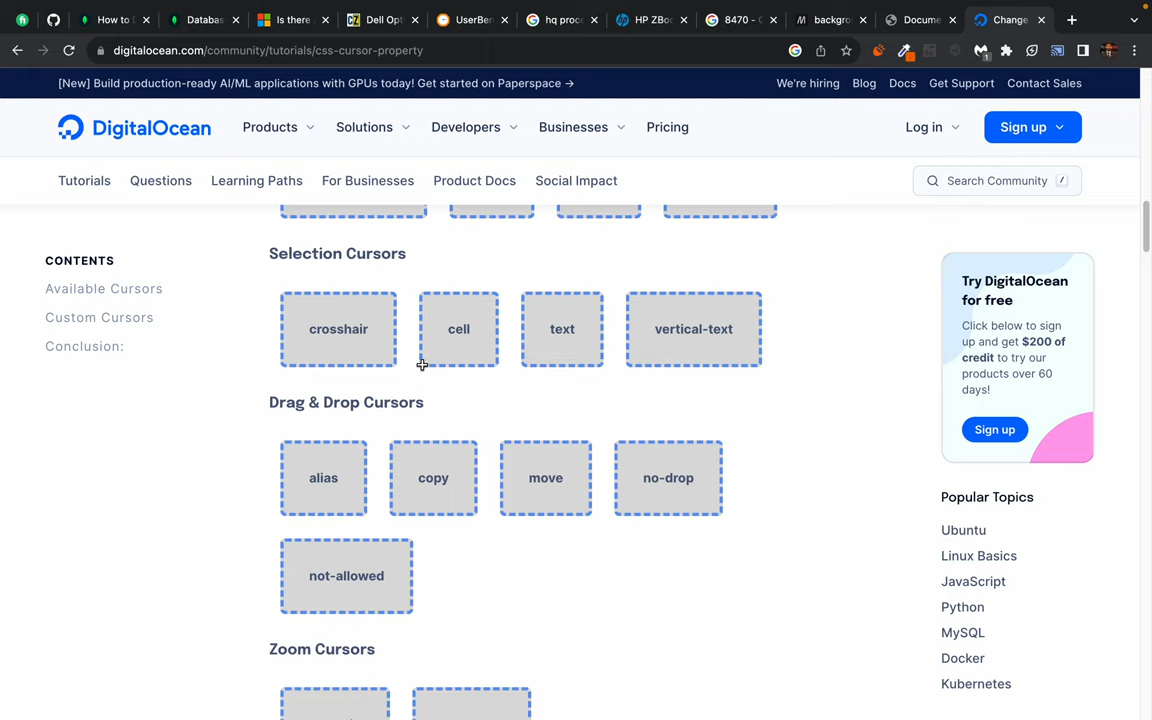 How to D
Databas
Is there
Dell Opt
UserBen
hq proc
HP ZBoo
8470 - G
backgro
Docume
Change
digitalocean.com/community/tutorials/css-cursor-property
[New] Build production-ready AI/ML applications with GPUs today! Get started on Paperspace →
We're hiring Blog Docs Get Support Contact Sales
DigitalOcean
Products Solutions Developers Businesses Pricing
Log in Sign up
Tutorials Questions Learning Paths For Businesses Product Docs Social Impact
Search Community /
CONTENTS
Available Cursors
Custom Cursors
Conclusion:
Selection Cursors
crosshair cell text vertical-text
Drag & Drop Cursors
alias copy move no-drop
not-allowed
Zoom Cursors
Try DigitalOcean
for free
Click below to sign
up and get $200 of
credit to try our
products over 60
days!
Sign up
Popular Topics
Ubuntu
Linux Basics
JavaScript
Python
MySQL
Docker
Kubernetes